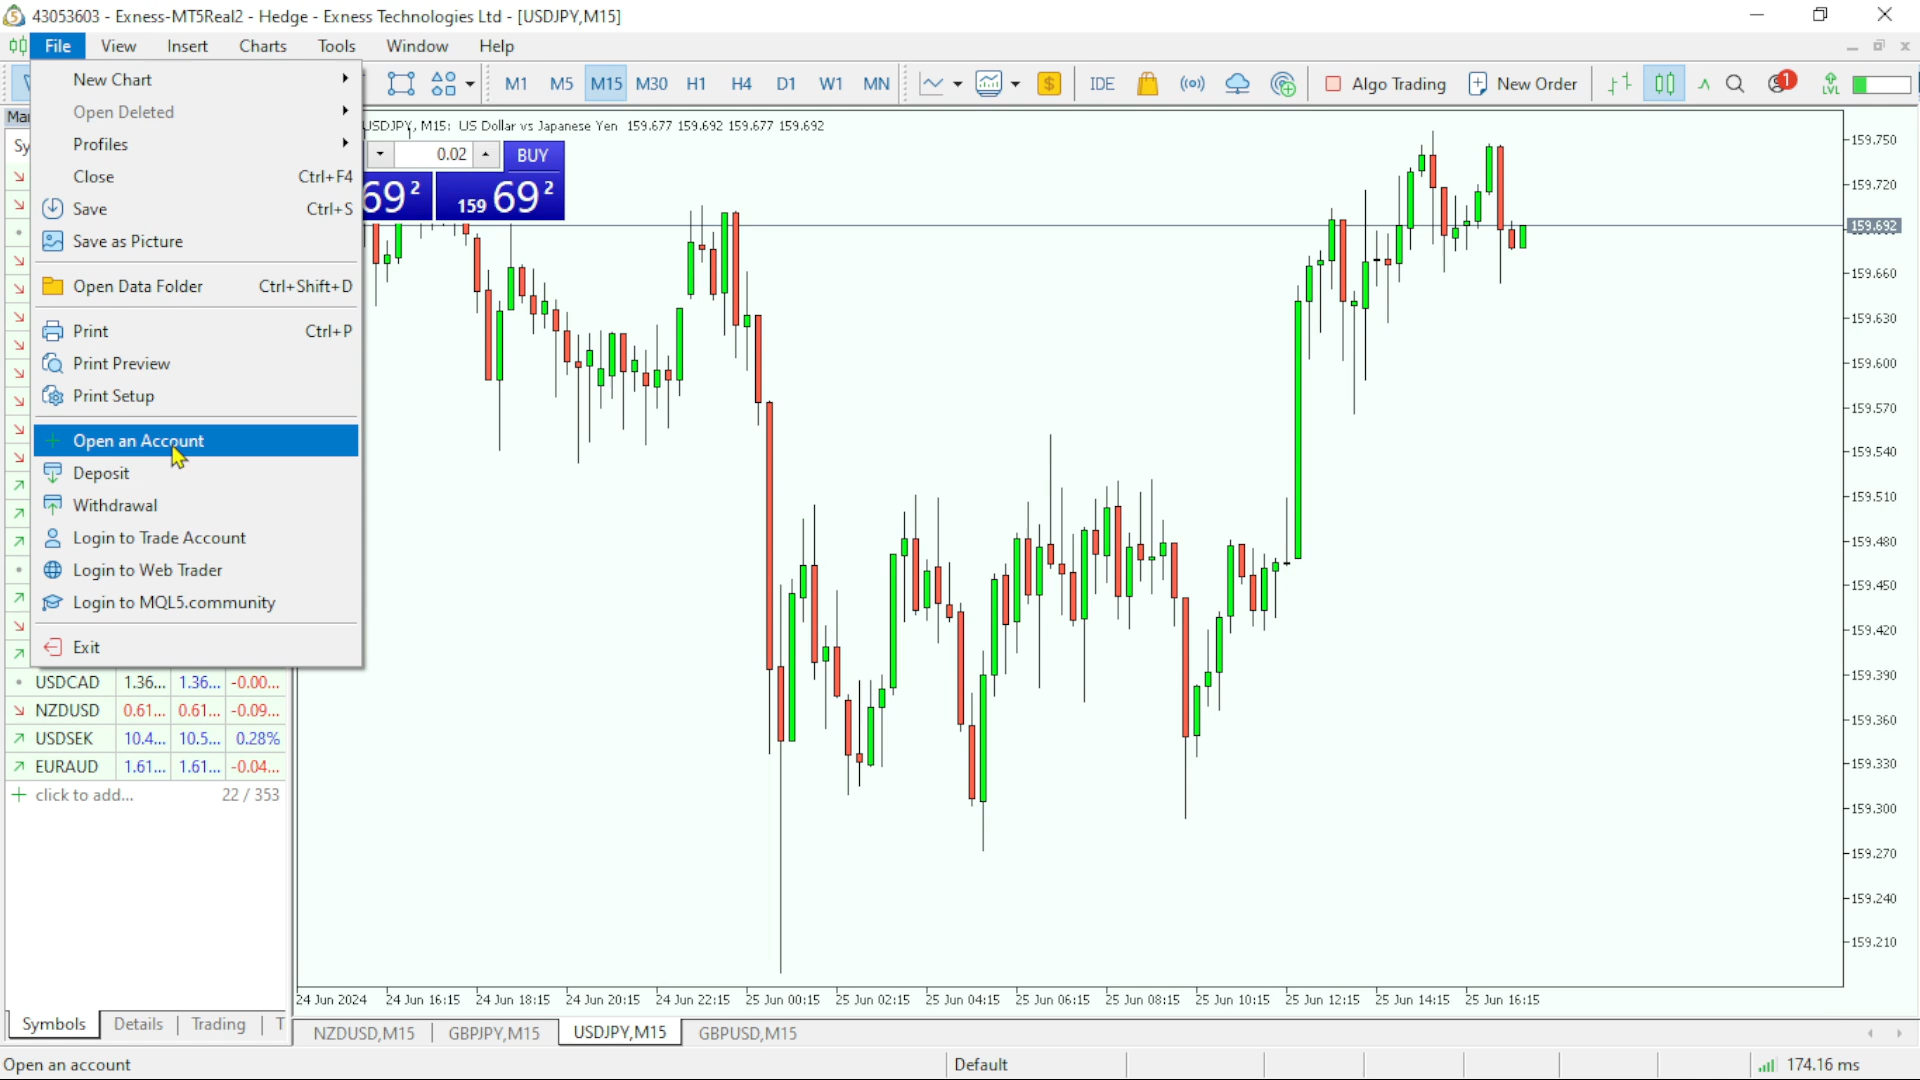 43053603 - Exness-MT5Real2 - Hedge - Exness Technologies Ltd - [USDJPY,M15]
File View Insert Charts Tools Window Help
M1 M5 M15 M30 H1 H4 D1 W1 MN IDE Algo Trading New Order 1 LVL
New Chart
Open Deleted
Profiles
Close Ctrl+F4
Save Ctrl+S
Save as Picture
Open Data Folder Ctrl+Shift+D
Print Ctrl+P
Print Preview
Print Setup
Open an Account
Deposit
Withdrawal
Login to Trade Account
Login to Web Trader
Login to MQL5.community
Exit
USDJPY, M15: US Dollar vs Japanese Yen 159.677 159.692 159.677 159.692
0.02 BUY
69 2 159 69 2
USDCAD 1.36... 1.36... -0.00...
NZDUSD 0.61... 0.61... -0.09...
USDSEK 10.4... 10.5... 0.28%
EURAUD 1.61... 1.61... -0.04...
click to add... 22 / 353
159.750
159.720
159.692
159.660
159.630
159.600
159.570
159.540
159.510
159.480
159.450
159.420
159.390
159.360
159.330
159.300
159.270
159.240
159.210
24 Jun 2024 24 Jun 16:15 24 Jun 18:15 24 Jun 20:15 24 Jun 22:15 25 Jun 00:15 25 Jun 02:15 25 Jun 04:15 25 Jun 06:15 25 Jun 08:15 25 Jun 10:15 25 Jun 12:15 25 Jun 14:15 25 Jun 16:15
Symbols Details Trading T
NZDUSD,M15 GBPJPY,M15 USDJPY,M15 GBPUSD,M15
Open an account Default 174.16 ms